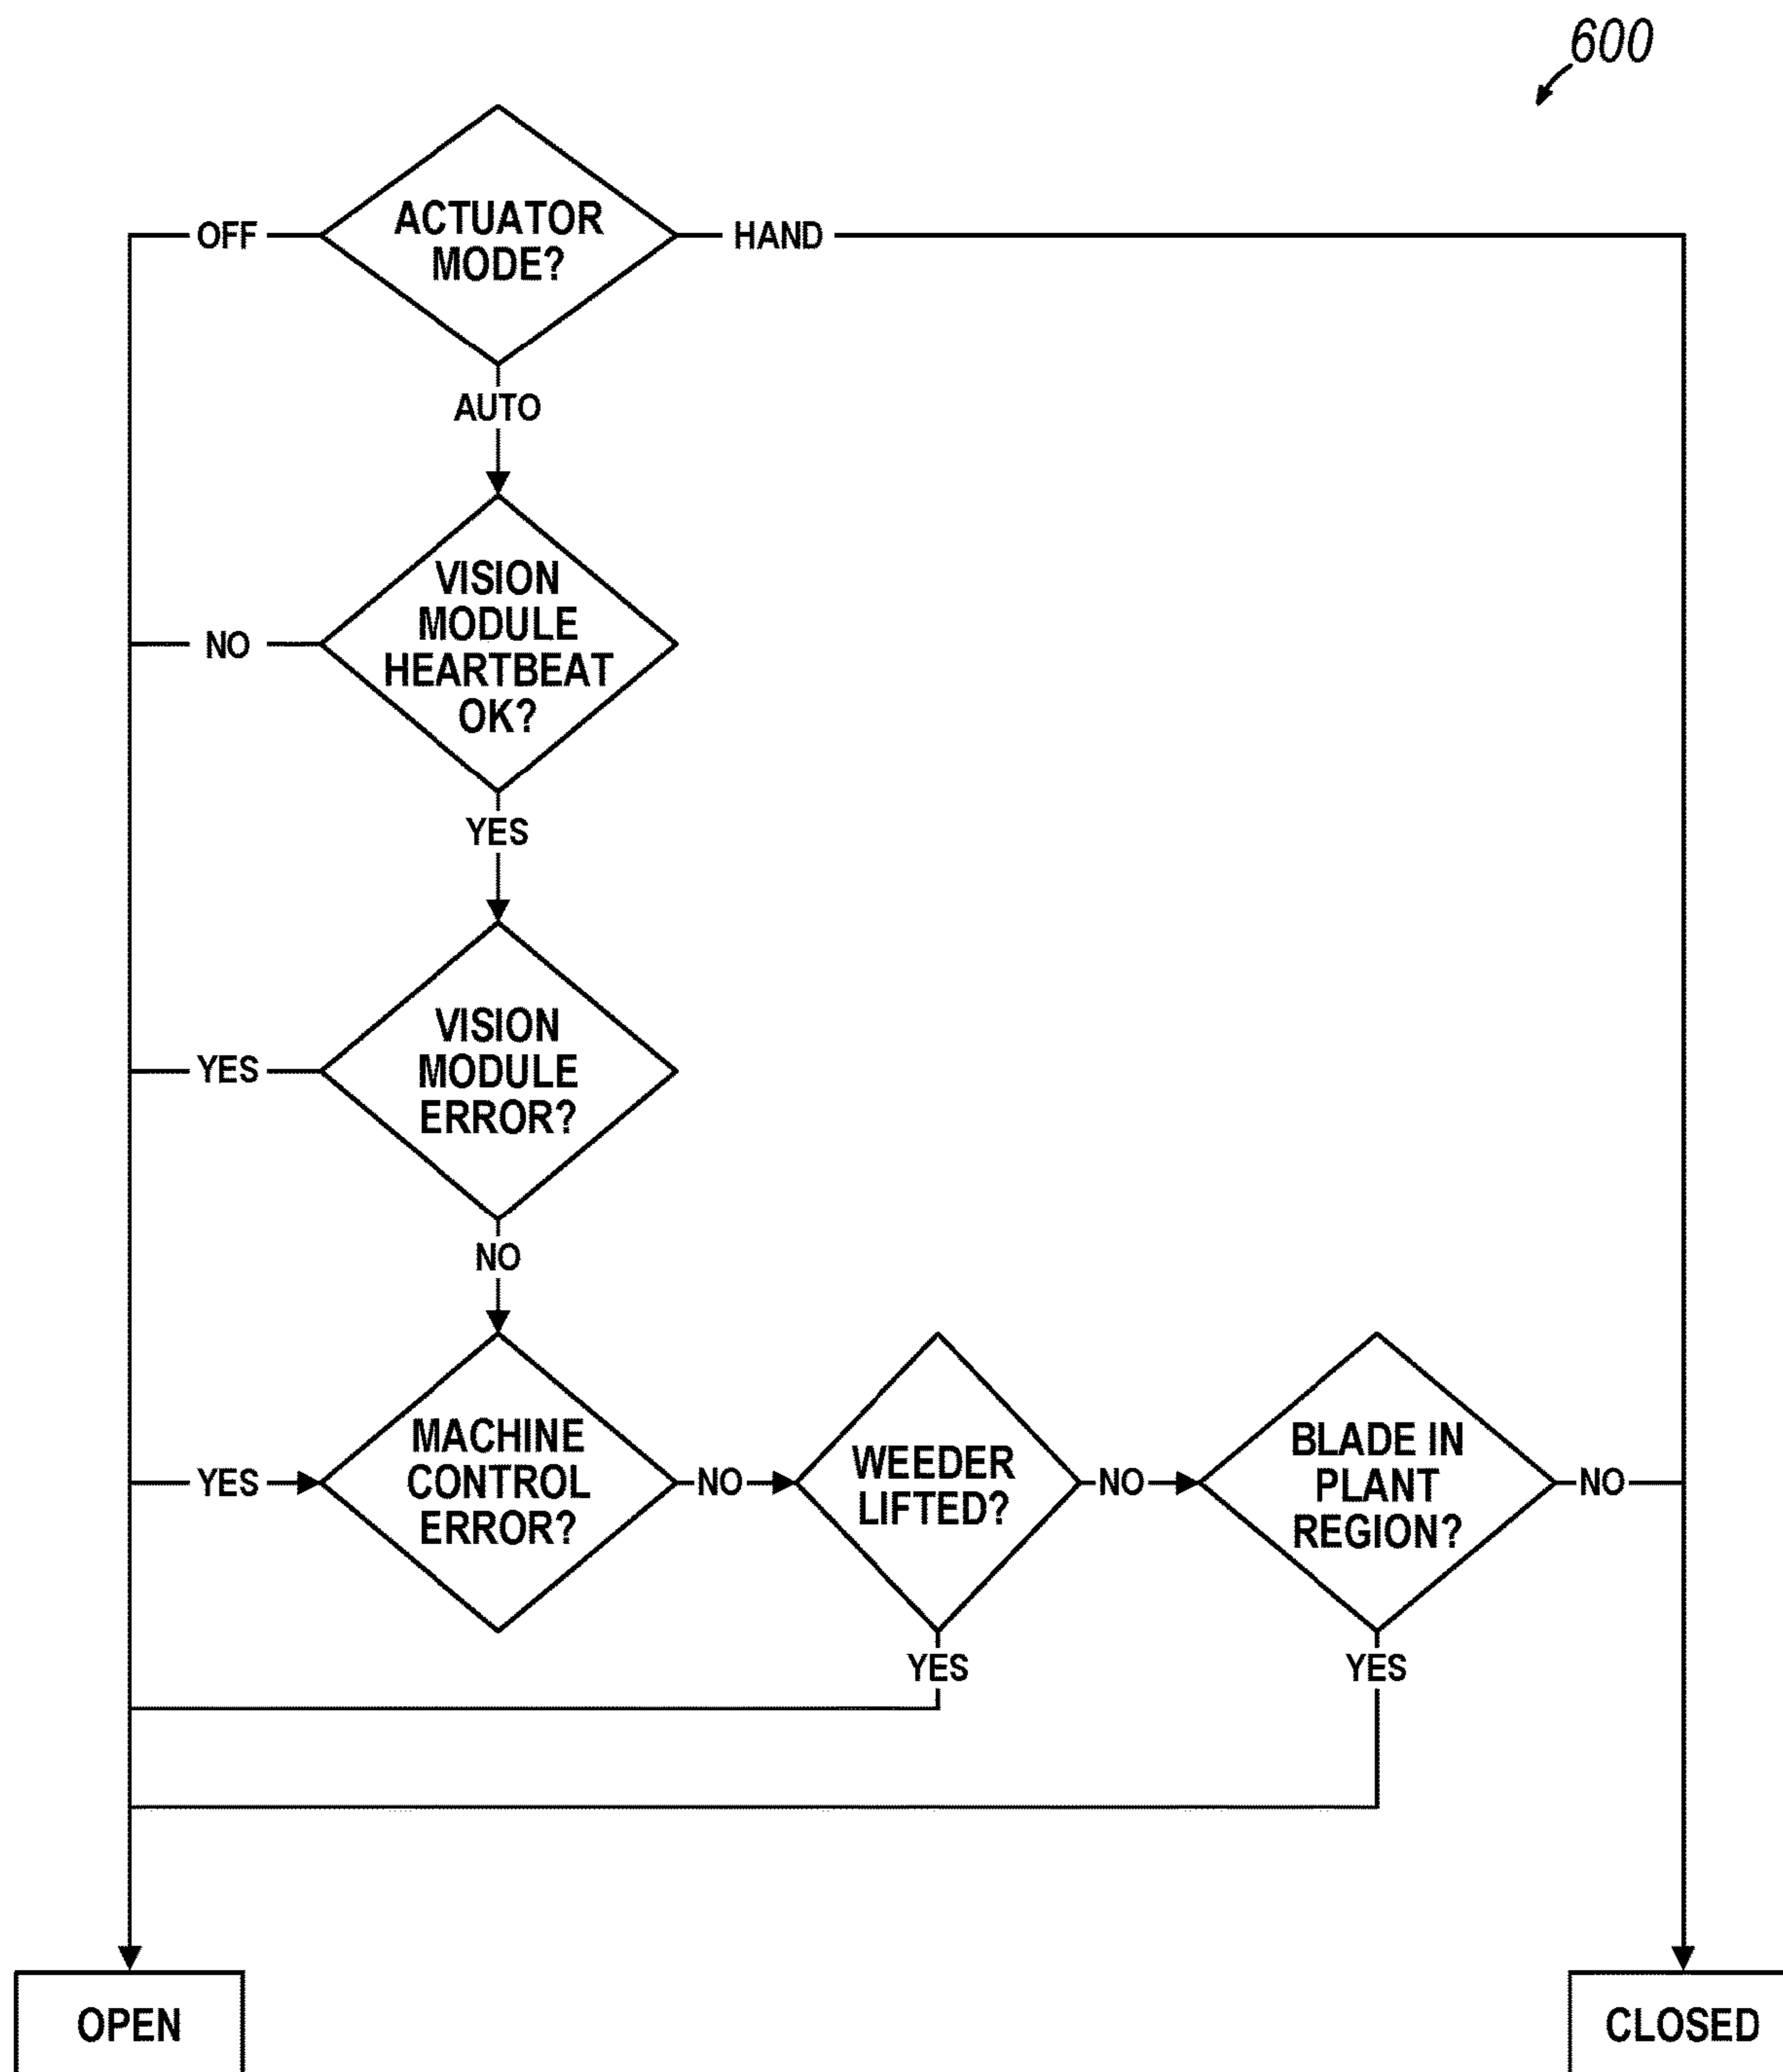 600
ACTUATOR
MODE?
OFF
HAND
AUTO
VISION
MODULE
HEARTBEAT
OK?
NO
YES
VISION
MODULE
ERROR?
YES
NO
MACHINE
CONTROL
ERROR?
YES
NO
WEEDER
LIFTED?
NO
BLADE IN
PLANT
REGION?
NO
YES
YES
OPEN
CLOSED